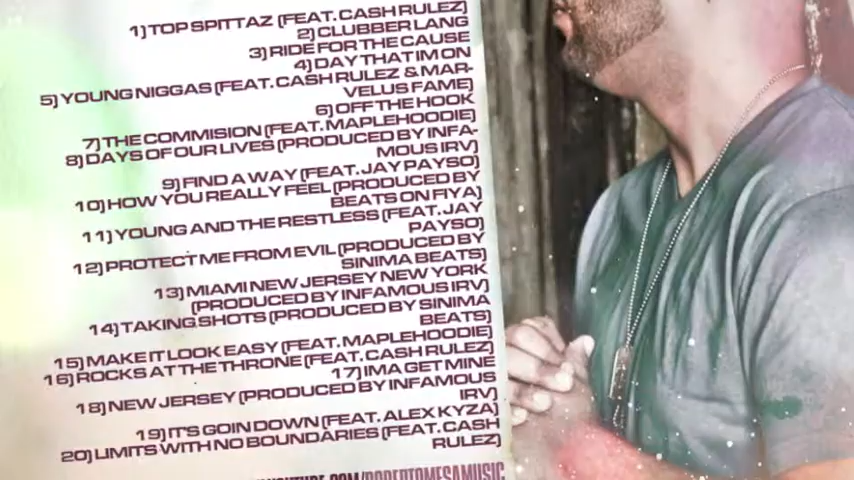 1) TOP SPITTAZ (FEAT. CASH RULEZ)
2) CLUBBER LANG
3) RIDE FOR THE CAUSE
4) DAY THAT IM ON
5) YOUNG NIGGAS (FEAT. CASH RULEZ & MAR-
VELUS FAME)
6) OFF THE HOOK
7) THE COMMISION (FEAT. MAPLEHOODIE)
8) DAYS OF OUR LIVES (PRODUCED BY INFA-
MOUS IRV)
9) FIND A WAY (FEAT. JAY PAYSO)
10) HOW YOU REALLY FEEL (PRODUCED BY
BEATS ON FIYA)
11) YOUNG AND THE RESTLESS (FEAT. JAY
PAYSO)
12) PROTECT ME FROM EVIL (PRODUCED BY
SINIMA BEATS)
13) MIAMI NEW JERSEY NEW YORK
(PRODUCED BY INFAMOUS IRV)
14) TAKING SHOTS (PRODUCED BY SINIMA
BEATS)
15) MAKE IT LOOK EASY (FEAT. MAPLEHOODIE)
16) ROCKS AT THE THRONE (FEAT. CASH RULEZ)
17) IMA GET MINE
18) NEW JERSEY (PRODUCED BY INFAMOUS
IRV)
19) IT'S GOIN DOWN (FEAT. ALEX KYZA)
20) LIMITS WITH NO BOUNDARIES (FEAT. CASH
RULEZ)